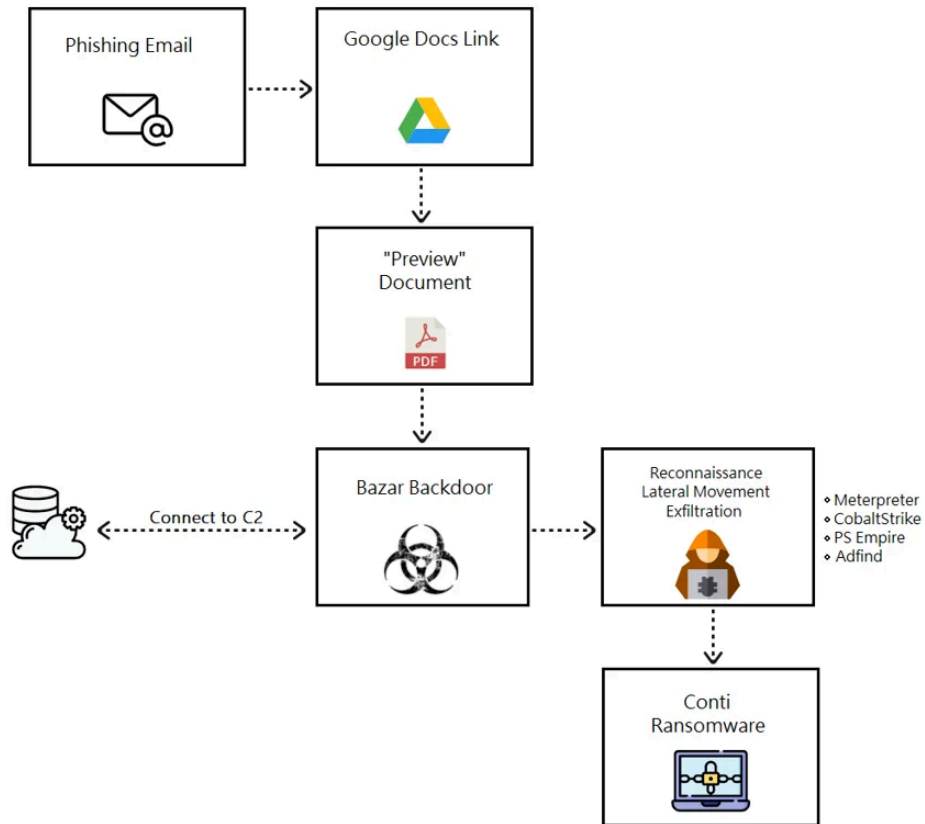 Phishing Email
Google Docs Link
"Preview"
Document
PDF
Bazar Backdoor
Connect to C2
Reconnaissance
Lateral Movement
Exfiltration
⋄ Meterpreter
⋄ CobaltStrike
⋄ PS Empire
⋄ Adfind
Conti
Ransomware